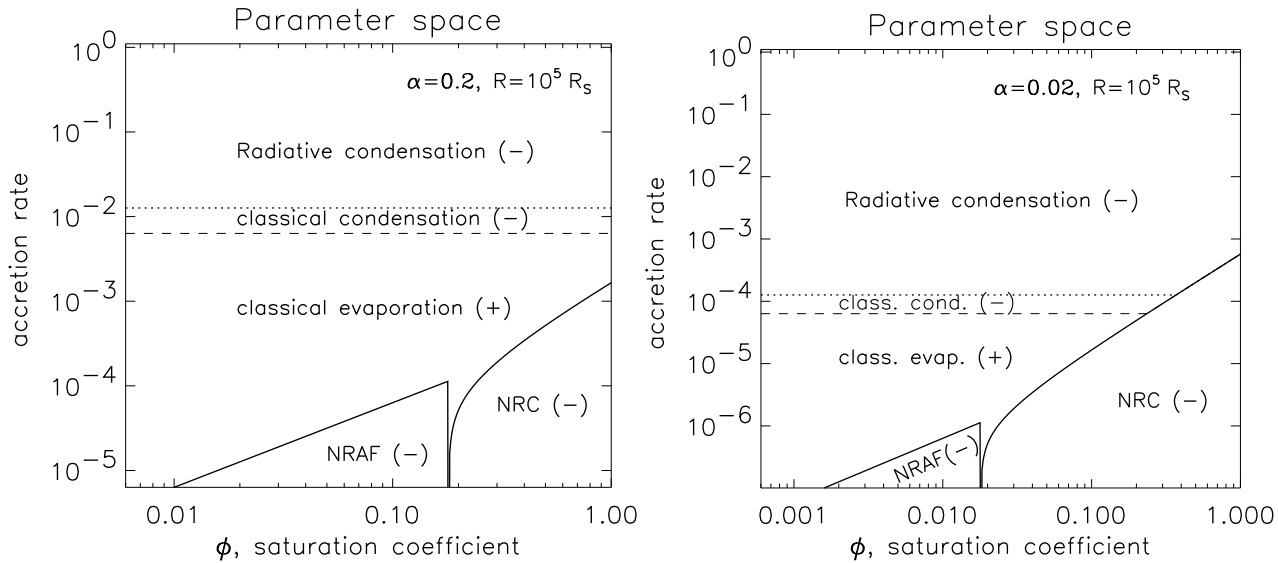 Parameter space
α=0.2, R=10^5 R_S
10^0
10^-1
10^-2
10^-3
10^-4
10^-5
accretion rate
Radiative condensation (−)
classical condensation (−)
classical evaporation (+)
NRC (−)
NRAF (−)
0.01 0.10 1.00
ϕ, saturation coefficient
Parameter space
α=0.02, R=10^5 R_S
10^0
10^-1
10^-2
10^-3
10^-4
10^-5
10^-6
accretion rate
Radiative condensation (−)
class. cond. (−)
class. evap. (+)
NRC (−)
NRAF(−)
0.001 0.010 0.100 1.000
ϕ, saturation coefficient